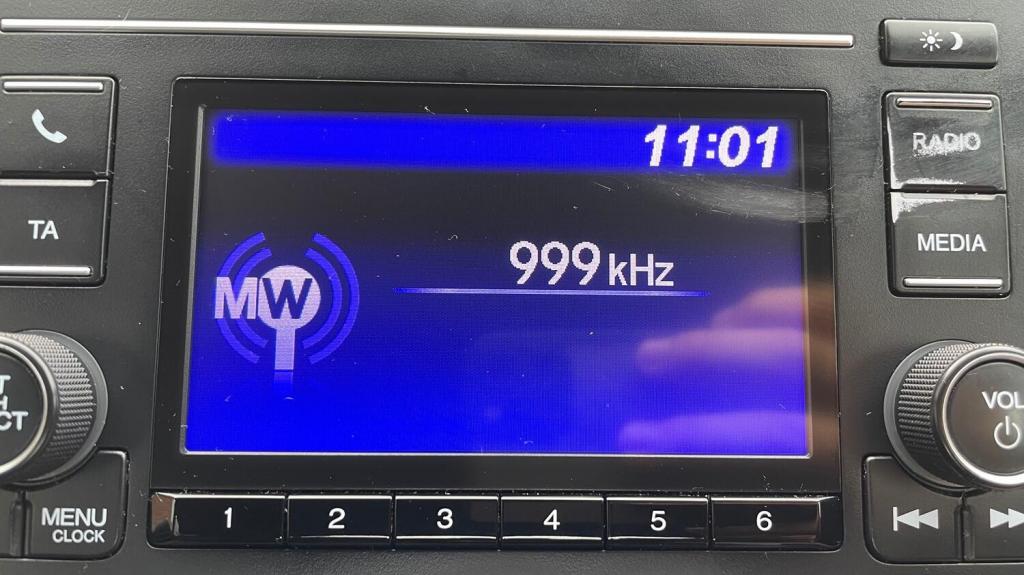 11:01
RADIO
TA
MEDIA
999 kHz
MW
VOL
MENU
CLOCK
1 2 3 4 5 6